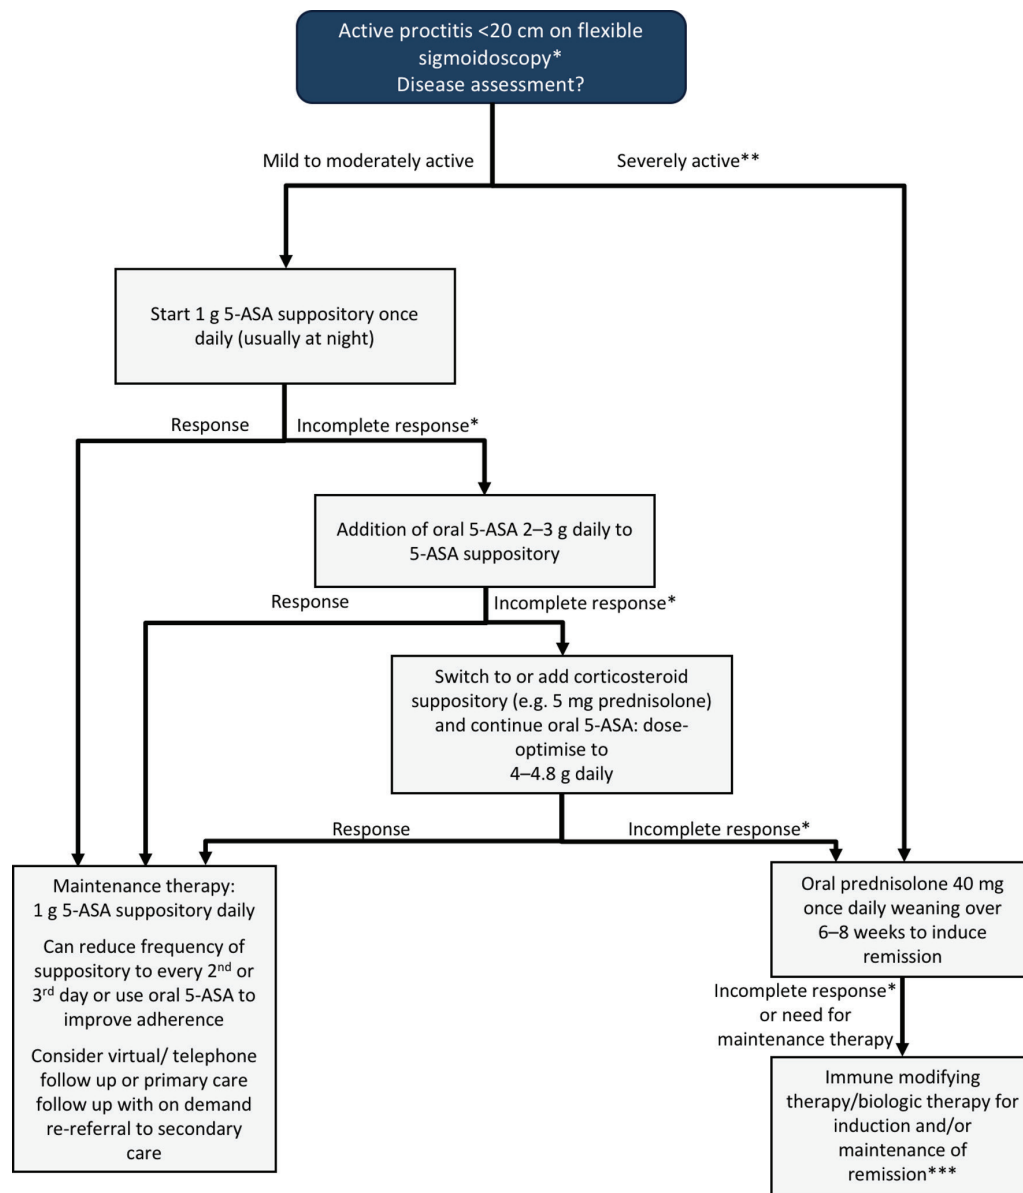 Active proctitis <20 cm on flexible
sigmoidoscopy*
Disease assessment?
Mild to moderately active
Severely active**
Start 1 g 5-ASA suppository once
daily (usually at night)
Response
Incomplete response*
Addition of oral 5-ASA 2–3 g daily to
5-ASA suppository
Response
Incomplete response*
Switch to or add corticosteroid
suppository (e.g. 5 mg prednisolone)
and continue oral 5-ASA: dose-
optimise to
4–4.8 g daily
Response
Incomplete response*
Maintenance therapy:
1 g 5-ASA suppository daily
Can reduce frequency of
suppository to every 2nd or
3rd day or use oral 5-ASA to
improve adherence
Consider virtual/ telephone
follow up or primary care
follow up with on demand
re-referral to secondary
care
Oral prednisolone 40 mg
once daily weaning over
6–8 weeks to induce
remission
Incomplete response*
or need for
maintenance therapy
Immune modifying
therapy/biologic therapy for
induction and/or
maintenance of
remission***